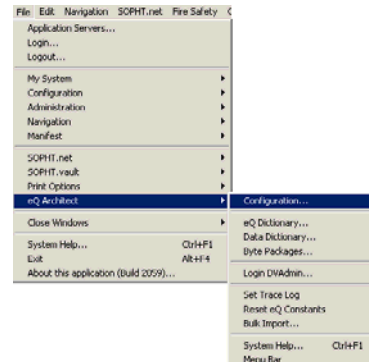 File Edit Navigation SOPHT.net Fire Safety
Application Servers...
Login...
Logout...
My System
Configuration
Administration
Navigation
Manifest
SOPHT.net
SOPHT.vault
Print Options
eQ Architect
Close Windows
System Help... Ctrl+F1
Exit Alt+F4
About this application (Build 2059)...
Configuration...
eQ Dictionary...
Data Dictionary...
Byte Packages...
Login DVAdmin...
Set Trace Log
Reset eQ Constants
Bulk Import...
System Help... Ctrl+F1
Menu Bar